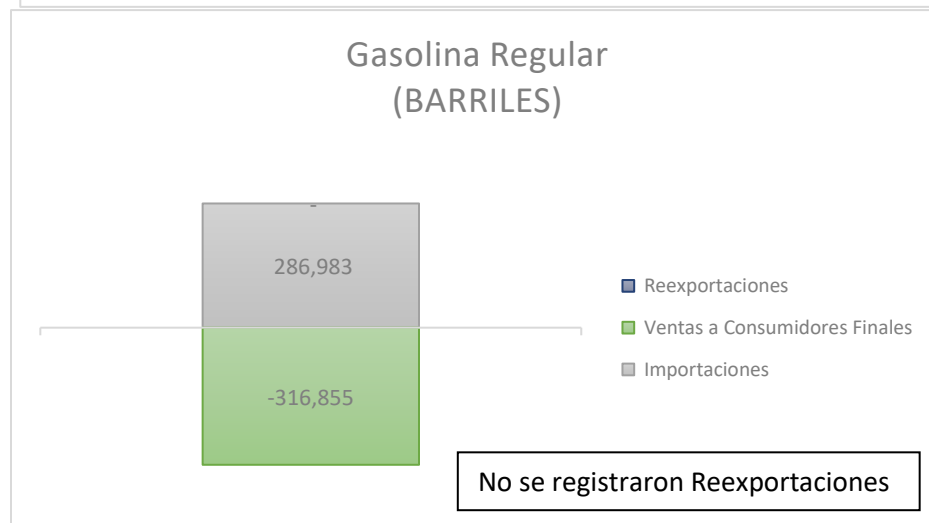 Gasolina Regular
(BARRILES)
-
286,983
-316,855
Reexportaciones
Ventas a Consumidores Finales
Importaciones
No se registraron Reexportaciones